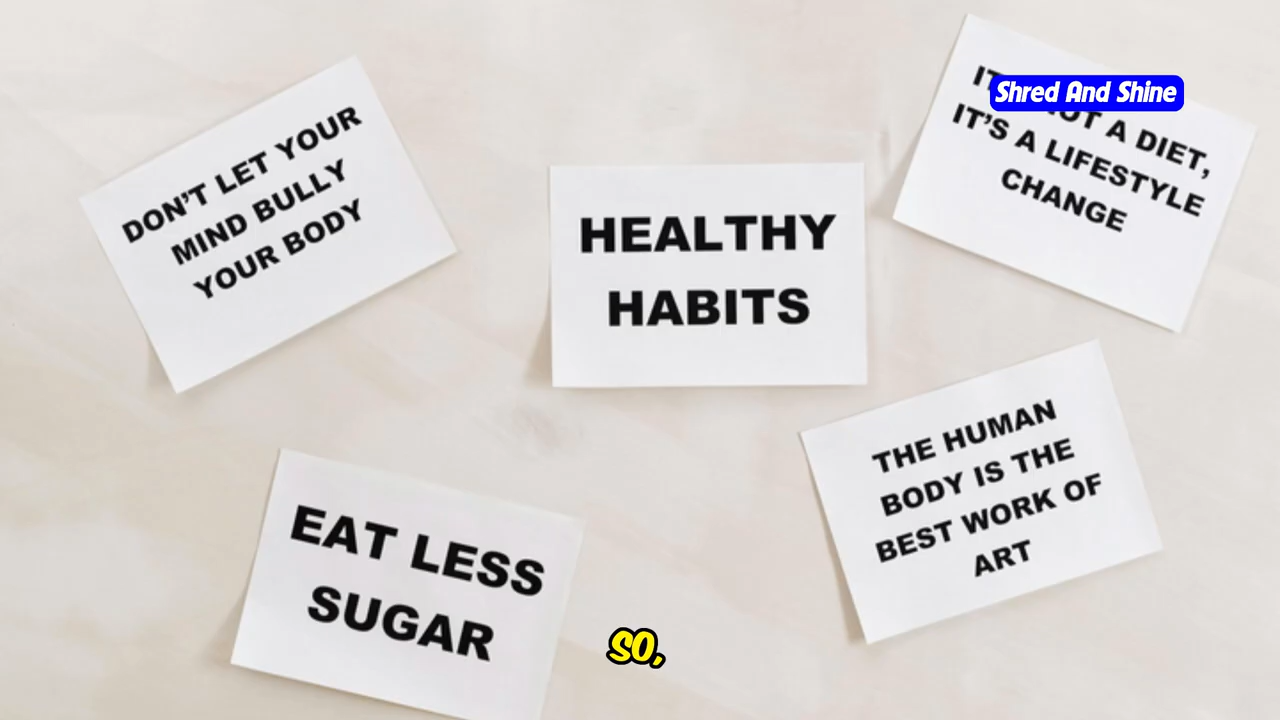 DON'T LET YOUR
MIND BULLY
YOUR BODY
HEALTHY
HABITS
Shred And Shine
A DIET,
IT'S A LIFESTYLE
CHANGE
EAT LESS
SUGAR
THE HUMAN
BODY IS THE
BEST WORK OF
ART
SO,